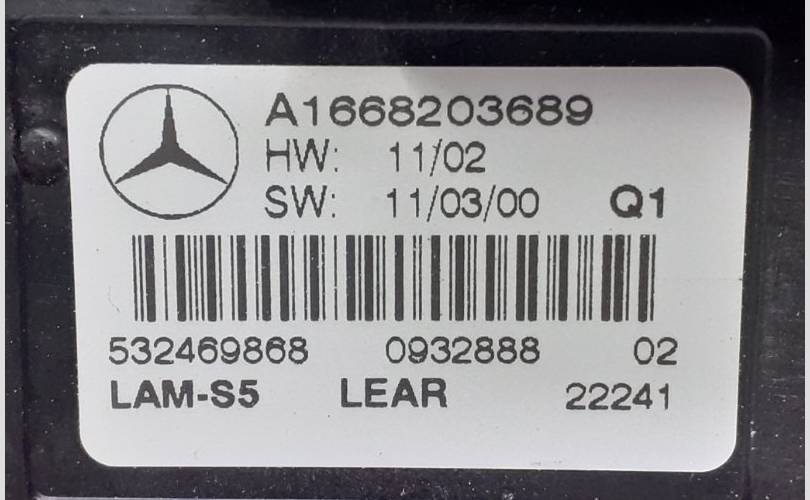 A1668203689
HW: 11/02
SW: 11/03/00 Q1
532469868 0932888 02
LAM-S5 LEAR 22241